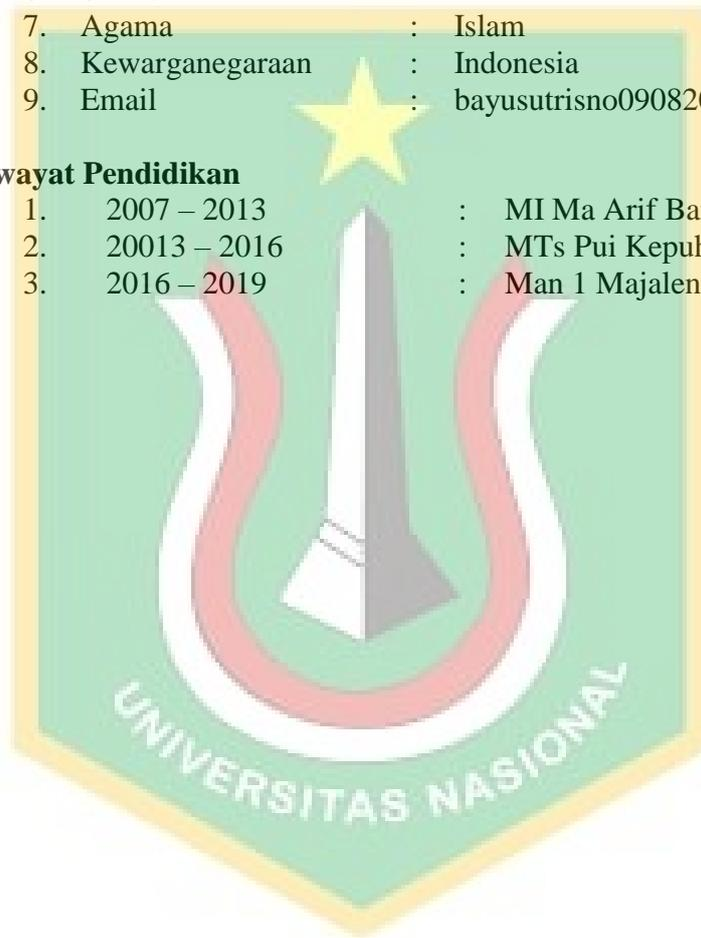 7. Agama : Islam
8. Kewarganegaraan : Indonesia
9. Email : bayusutrisno09082
wayat Pendidikan
1. 2007 – 2013 : MI Ma Arif Ba
2. 20013 – 2016 : MTs Pui Kepuh
3. 2016 – 2019 : Man 1 Majalen
UNIVERSITAS NASIONAL